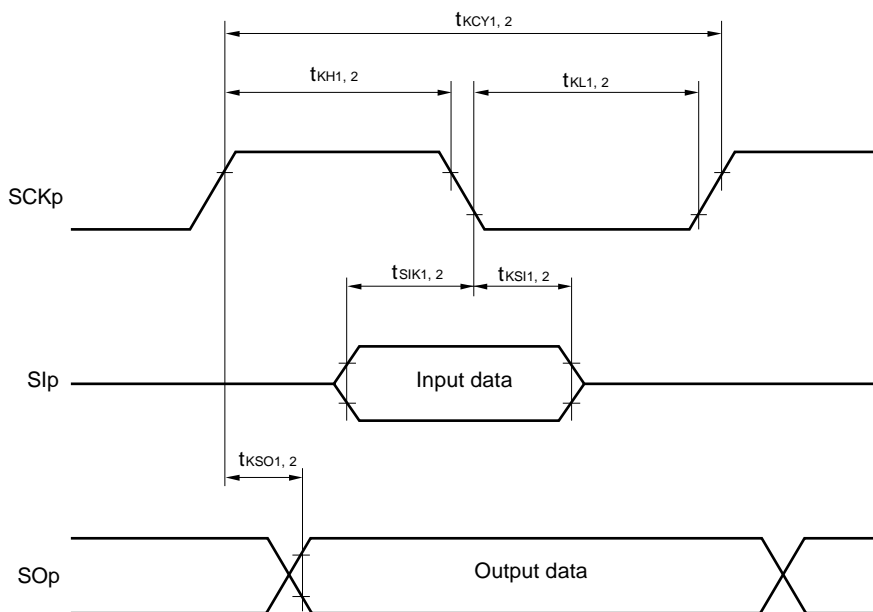 tKCY1, 2
tKH1, 2
tKL1, 2
SCKp
tSIK1, 2
tKSI1, 2
SIp
Input data
tKSO1, 2
SOp
Output data